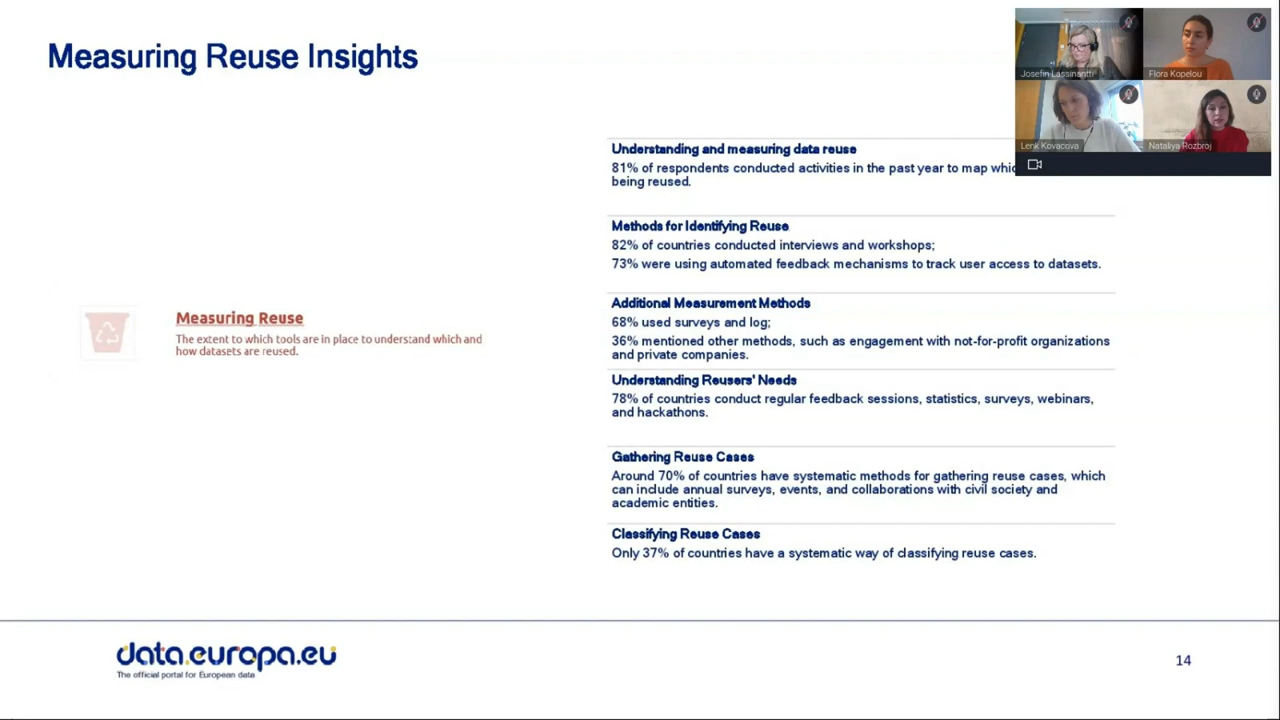 Measuring Reuse Insights
Josefin Lassinantti
Flora Kopelou
Lenk Kovacova
Nataliya Rozbroj
Understanding and measuring data reuse
81% of respondents conducted activities in the past year to map
being reused.
Methods for Identifying Reuse
82% of countries conducted interviews and workshops;
73% were using automated feedback mechanisms to track user access to datasets.
Additional Measurement Methods
68% used surveys and log;
36% mentioned other methods, such as engagement with not-for-profit organizations
and private companies.
Understanding Reusers' Needs
78% of countries conduct regular feedback sessions, statistics, surveys, webinars,
and hackathons.
Gathering Reuse Cases
Around 70% of countries have systematic methods for gathering reuse cases, which
can include annual surveys, events, and collaborations with civil society and
academic entities.
Classifying Reuse Cases
Only 37% of countries have a systematic way of classifying reuse cases.
Measuring Reuse
The extent to which tools are in place to understand which and
how datasets are reused.
data.europa.eu
The official portal for European data
14